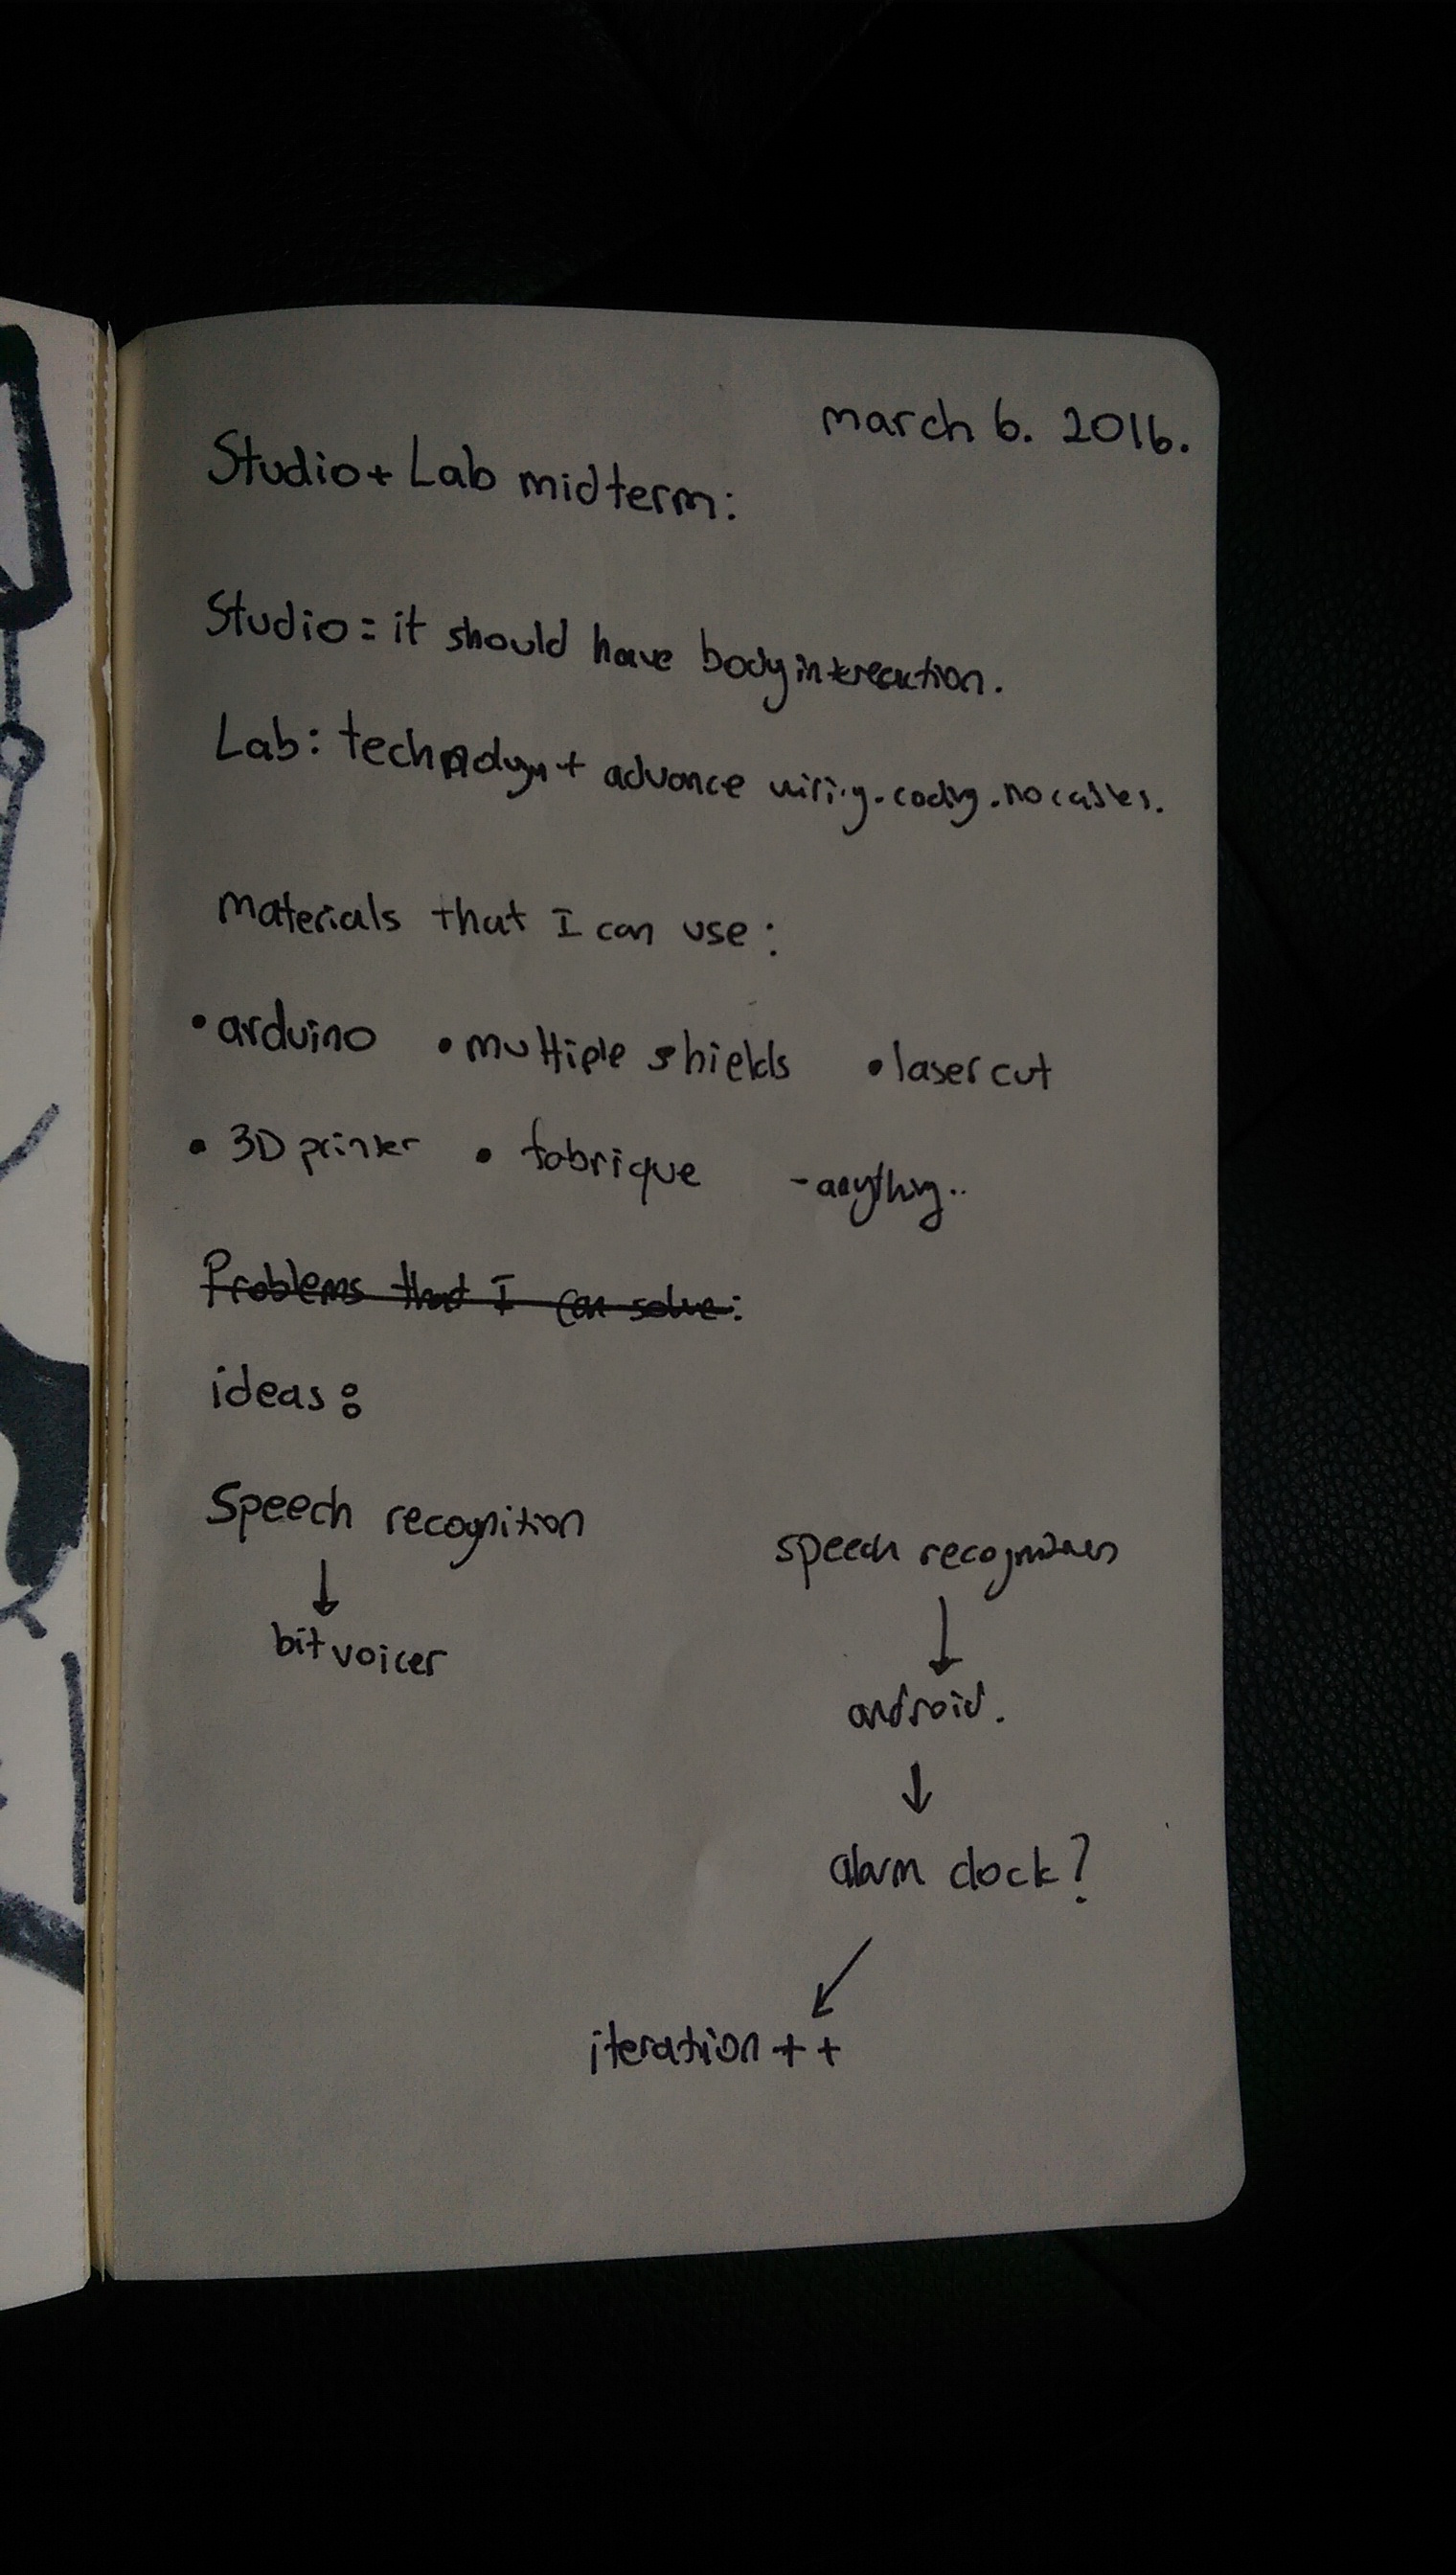 march 6. 2016.
Studio + Lab midterm:
Studio = it should have body interaction.
Lab: + advance wiring. coding. no cables.
materials that I can use:
• arduino • multiple shields • laser cut
• 3D printer • fabrique - anything..
Problems that I can solve:
ideas:
Speech recognition
speech recognition
↓
bit voicer
↓
android.
↓
alarm clock?
↙
iteration ++